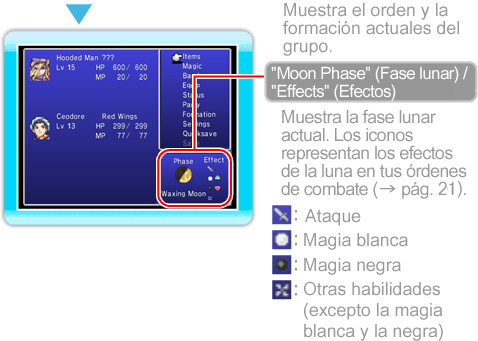 Muestra el orden y la
formación actuales del
grupo.
"Moon Phase" (Fase lunar) /
"Effects" (Efectos)
Muestra la fase lunar
actual. Los iconos
representan los efectos
de la luna en tus órdenes
de combate (→ pág. 21).
: Ataque
: Magia blanca
: Magia negra
: Otras habilidades
(excepto la magia
blanca y la negra)
Hooded Man ???
Lv 15 HP 600/ 600
MP 20/ 20
Ceodore Red Wings
Lv 13 HP 299/ 299
MP 77/ 77
Items
Magic
Equip
Status
Party
Formation
Settings
Quicksave
Save
Phase Effect
Waxing Moon